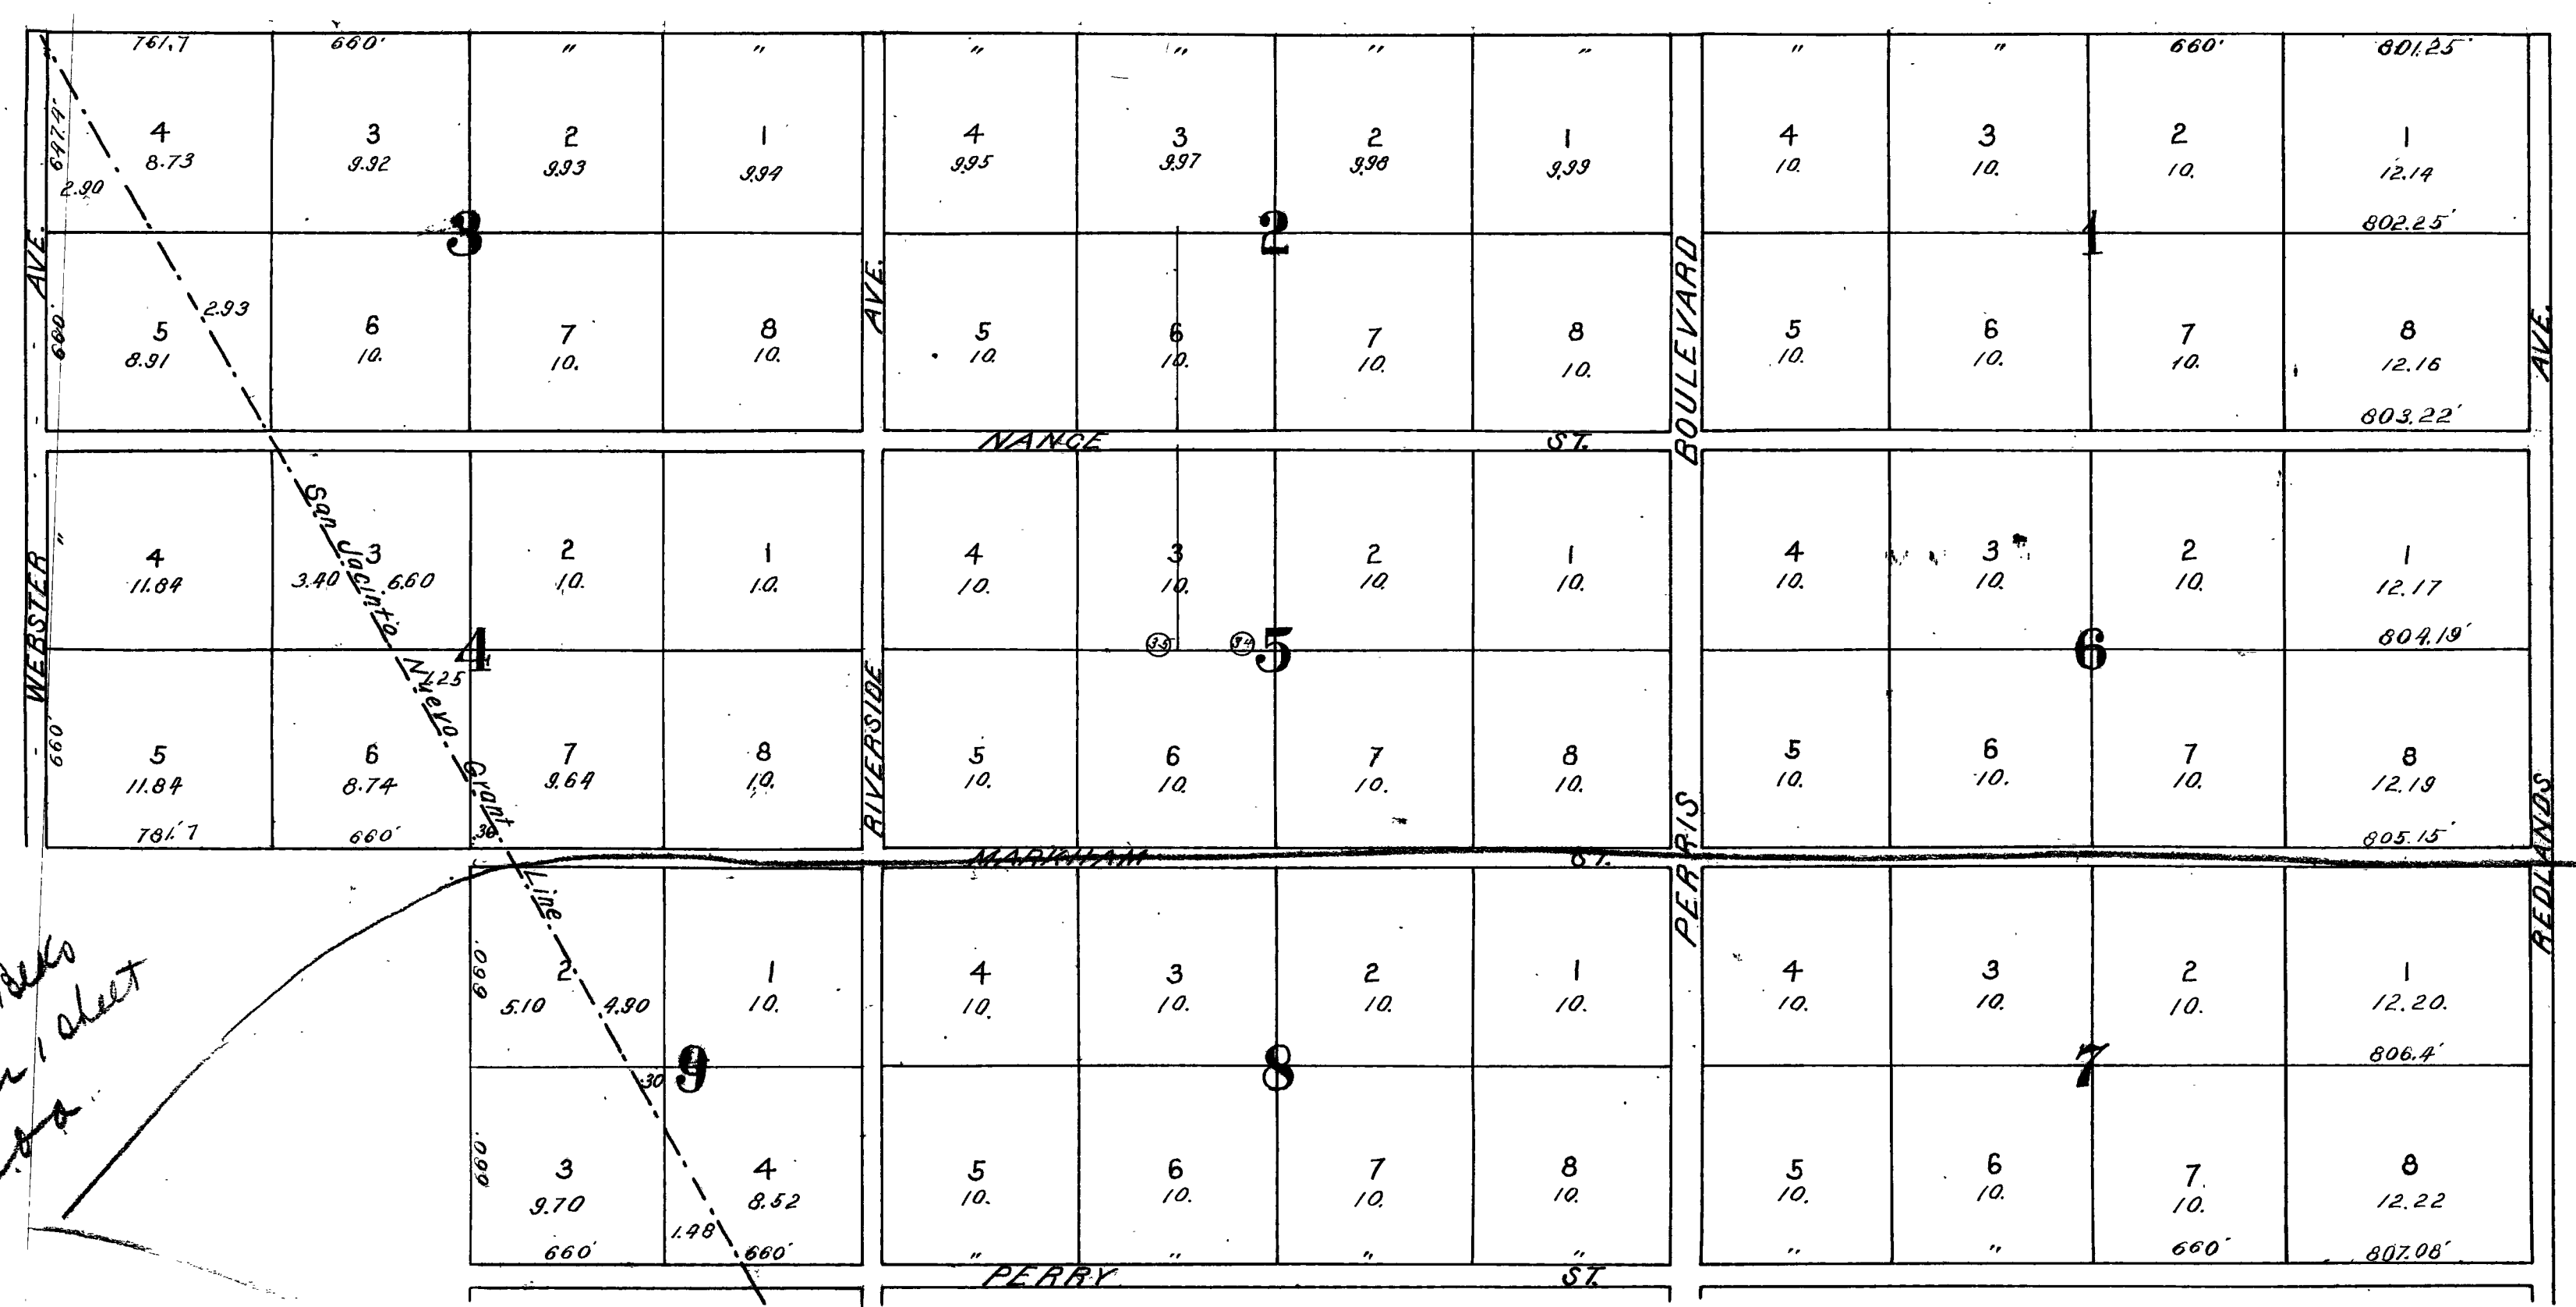 761.7 660' " " " " " " " " 660' 801.25'
647.4'
4 3 2 1 4 3 2 1 4 3 2 1
8.73 9.92 9.93 9.94 9.95 9.97 9.98 9.99 10. 10. 10. 12.14
2.90
802.25'
3 2 1
2.93
660'
5 6 7 8 5 6 7 8 5 6 7 8
8.91 10. 10. 10. 10. 10. 10. 10. 10. 10. 10. 12.16
803.22'
NANCE ST.
WEBSTER AVE.
RIVERSIDE AVE.
PERRIS BOULEVARD
REDLANDS AVE.
San Jacinto Nuevo Grant Line
"
4 3 2 1 4 3 2 1 4 3 2 1
11.84 3.40 6.60 10. 10. 10. 10. 10. 10. 10. 10. 10. 12.17
804.19'
35 34
4 5 6
1.25
660'
5 6 7 8 5 6 7 8 5 6 7 8
11.84 8.74 9.64 10. 10. 10. 10. 10. 10. 10. 10. 12.19
781.7 660' .36 805.15'
MARKHAM ST.
660'
2 1 4 3 2 1 4 3 2 1
5.10 4.90 10. 10. 10. 10. 10. 10. 10. 10. 12.20.
806.4'
.30 9 8 7
660'
3 4 5 6 7 8 5 6 7 8
9.70 8.52 10. 10. 10. 10. 10. 10. 10. 12.22
1.48
660' 660' " " " " " " 660' 807.08'
PERRY ST.
1 sheet